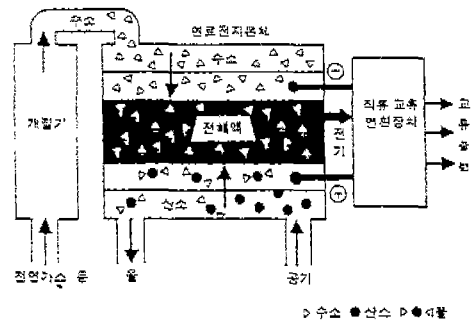 수소
연료전지본체
수소
개질기
전해액
전기
직류 교류
변환장치
교류출력
산소
천연가스 등
물
공기
수소 산소 물